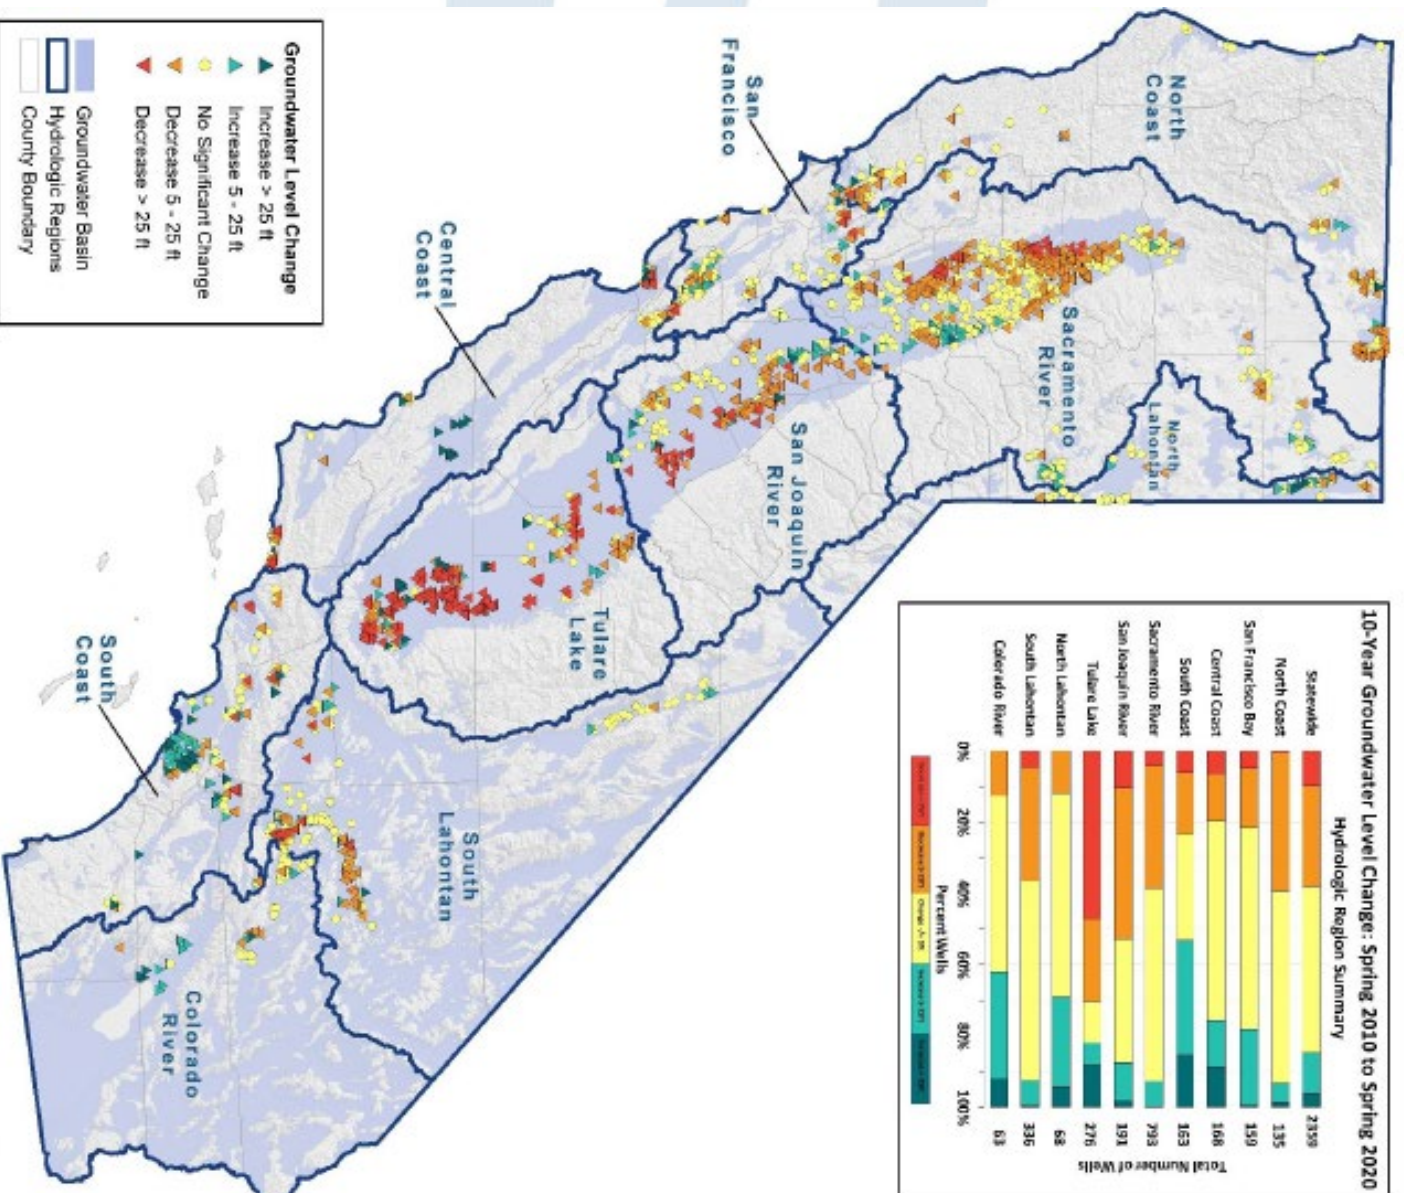 10-Year Groundwater Level Change: Spring 2010 to Spring 2020
Hydrologic Region Summary
Statewide 2359
North Coast 135
San Francisco Bay 159
Central Coast 168
South Coast 163
Sacramento River 793
San Joaquin River 191
Tulare Lake 276
North Lahontan 68
South Lahontan 336
Colorado River 63
0% 20% 40% 60% 80% 100%
Percent Wells
Total Number of Wells
North
Coast
Sacramento
River
North
Lahontan
San
Francisco
San Joaquin
River
Central
Coast
Tulare
Lake
South
Lahontan
South
Coast
Colorado
River
Groundwater Level Change
Increase > 25 ft
Increase 5 - 25 ft
No Significant Change
Decrease 5 - 25 ft
Decrease > 25 ft
Groundwater Basin
Hydrologic Regions
County Boundary